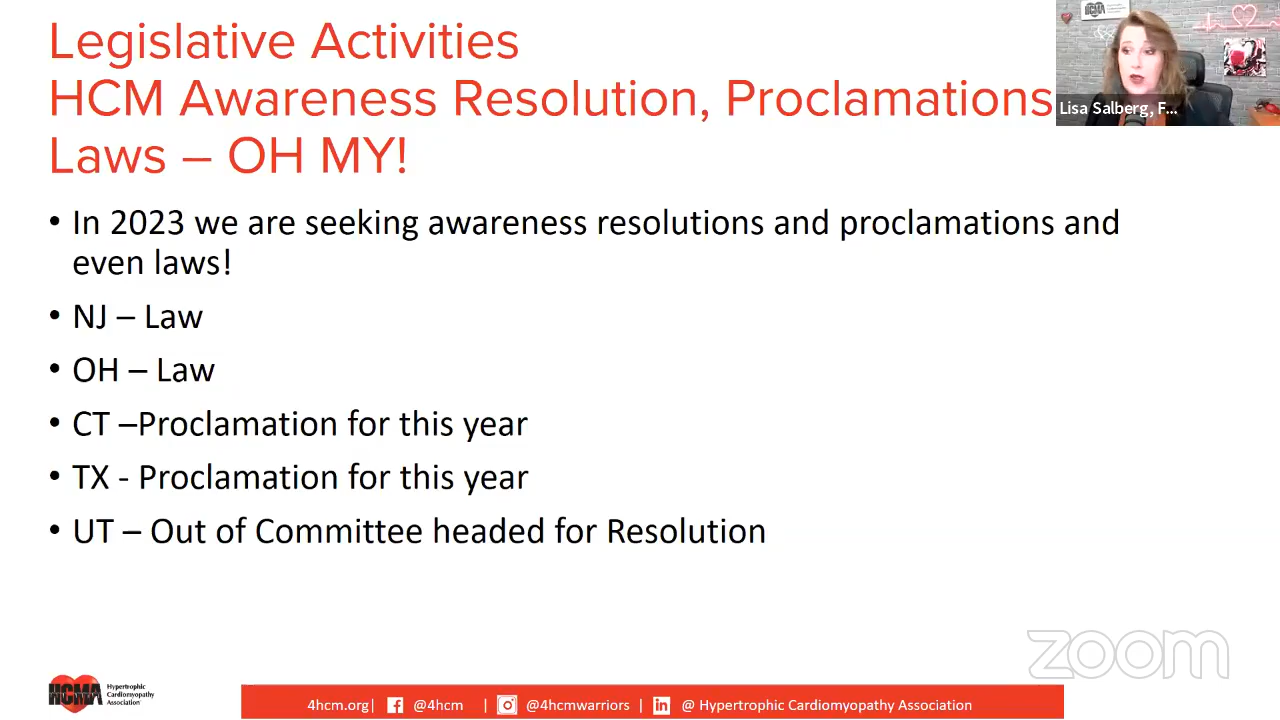 Legislative Activities
HCM Awareness Resolution, Proclamations
Laws – OH MY!
HCMA
Lisa Salberg, F...
• In 2023 we are seeking awareness resolutions and proclamations and
even laws!
• NJ – Law
• OH – Law
• CT –Proclamation for this year
• TX - Proclamation for this year
• UT – Out of Committee headed for Resolution
zoom
HCMA
Hypertrophic
Cardiomyopathy
Association
4hcm.org| @4hcm | @4hcmwarriors | @ Hypertrophic Cardiomyopathy Association